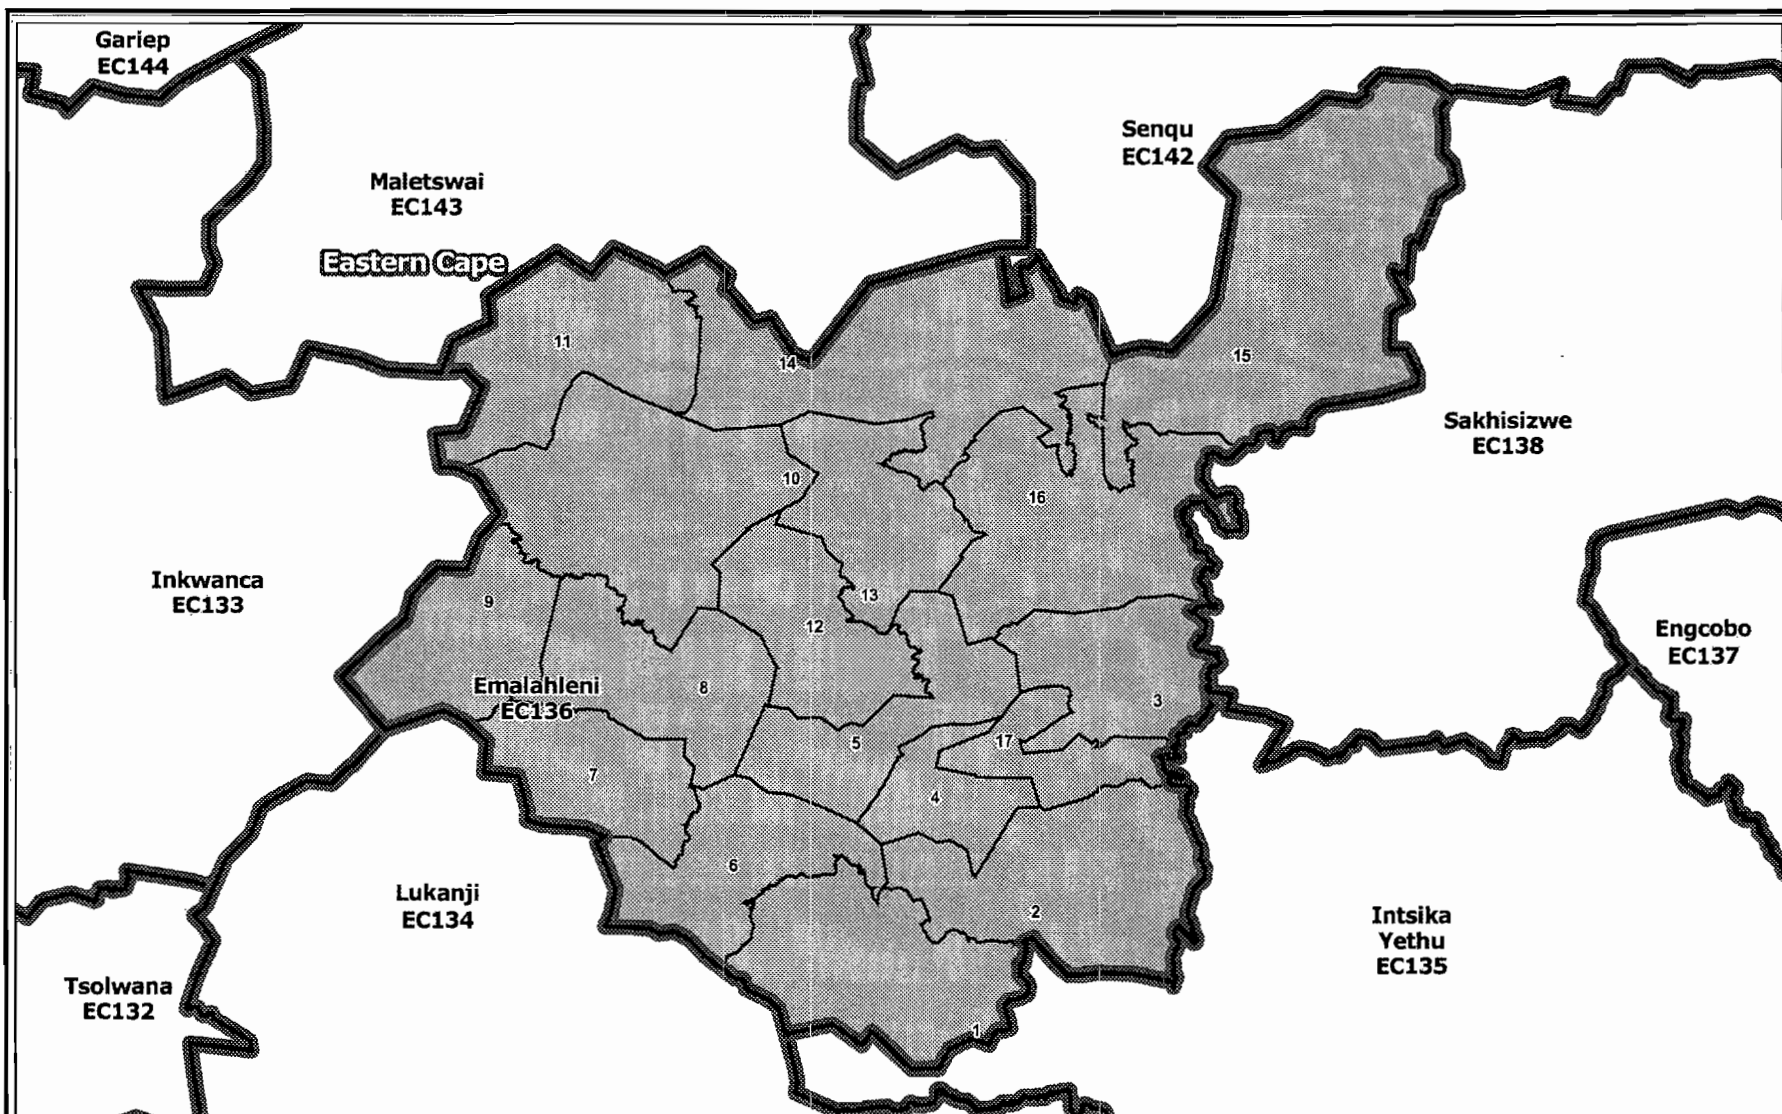 Gariep
EC144
Senqu
EC142
Maletswai
EC143
Eastern Cape
11
14
15
Sakhisizwe
EC138
10
16
Inkwanca
EC133
9
13
12
Engcobo
EC137
Emalahleni
EC136
8
3
5
17
7
4
6
Lukanji
EC134
2
Intsika
Yethu
EC135
Tsolwana
EC132
1